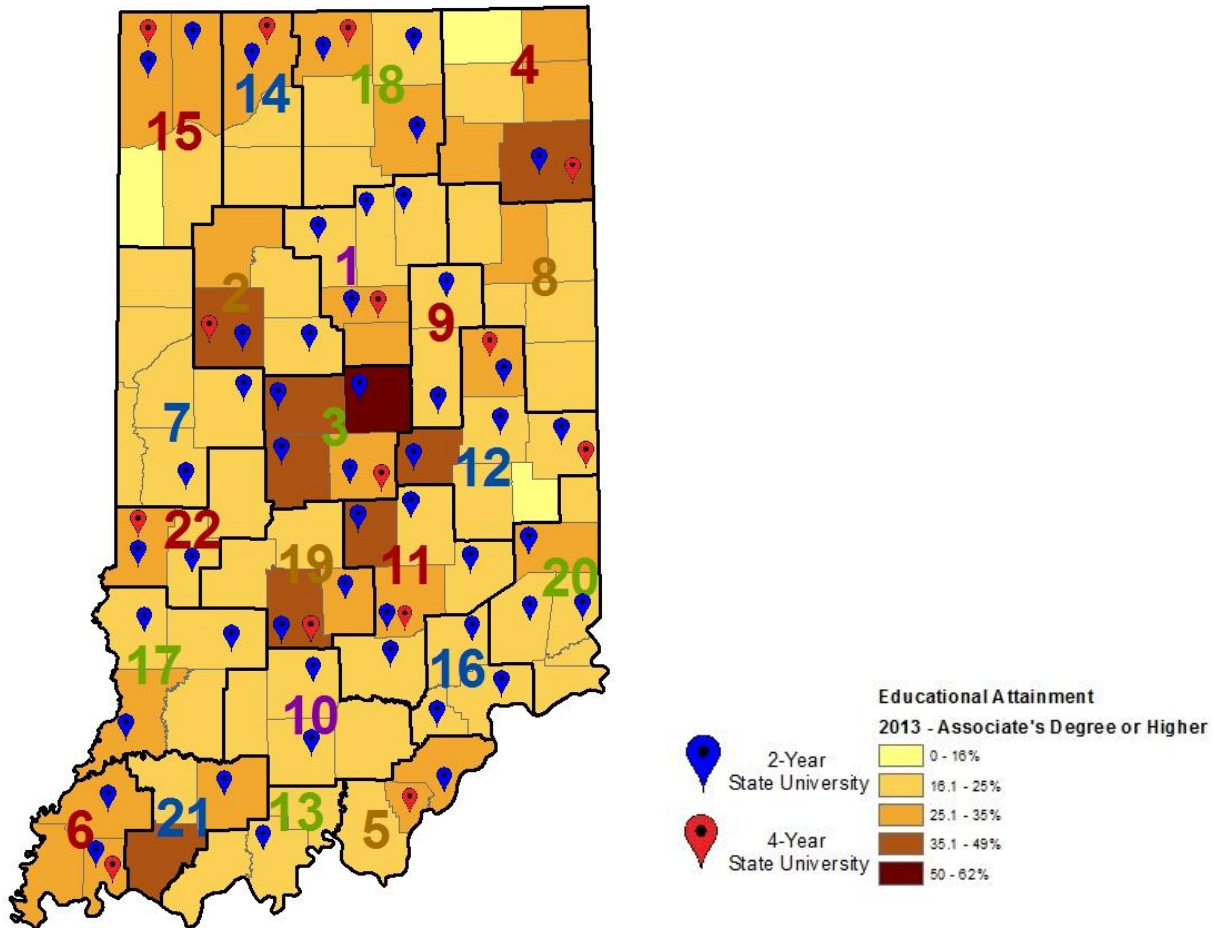 4
18
14
15
1
2
8
9
7
3
12
22
19
11
20
17
16
10
21
13
6
5
Educational Attainment
2013 - Associate's Degree or Higher
0 - 16%
16.1 - 25%
25.1 - 35%
35.1 - 49%
50 - 62%
2-Year
State University
4-Year
State University